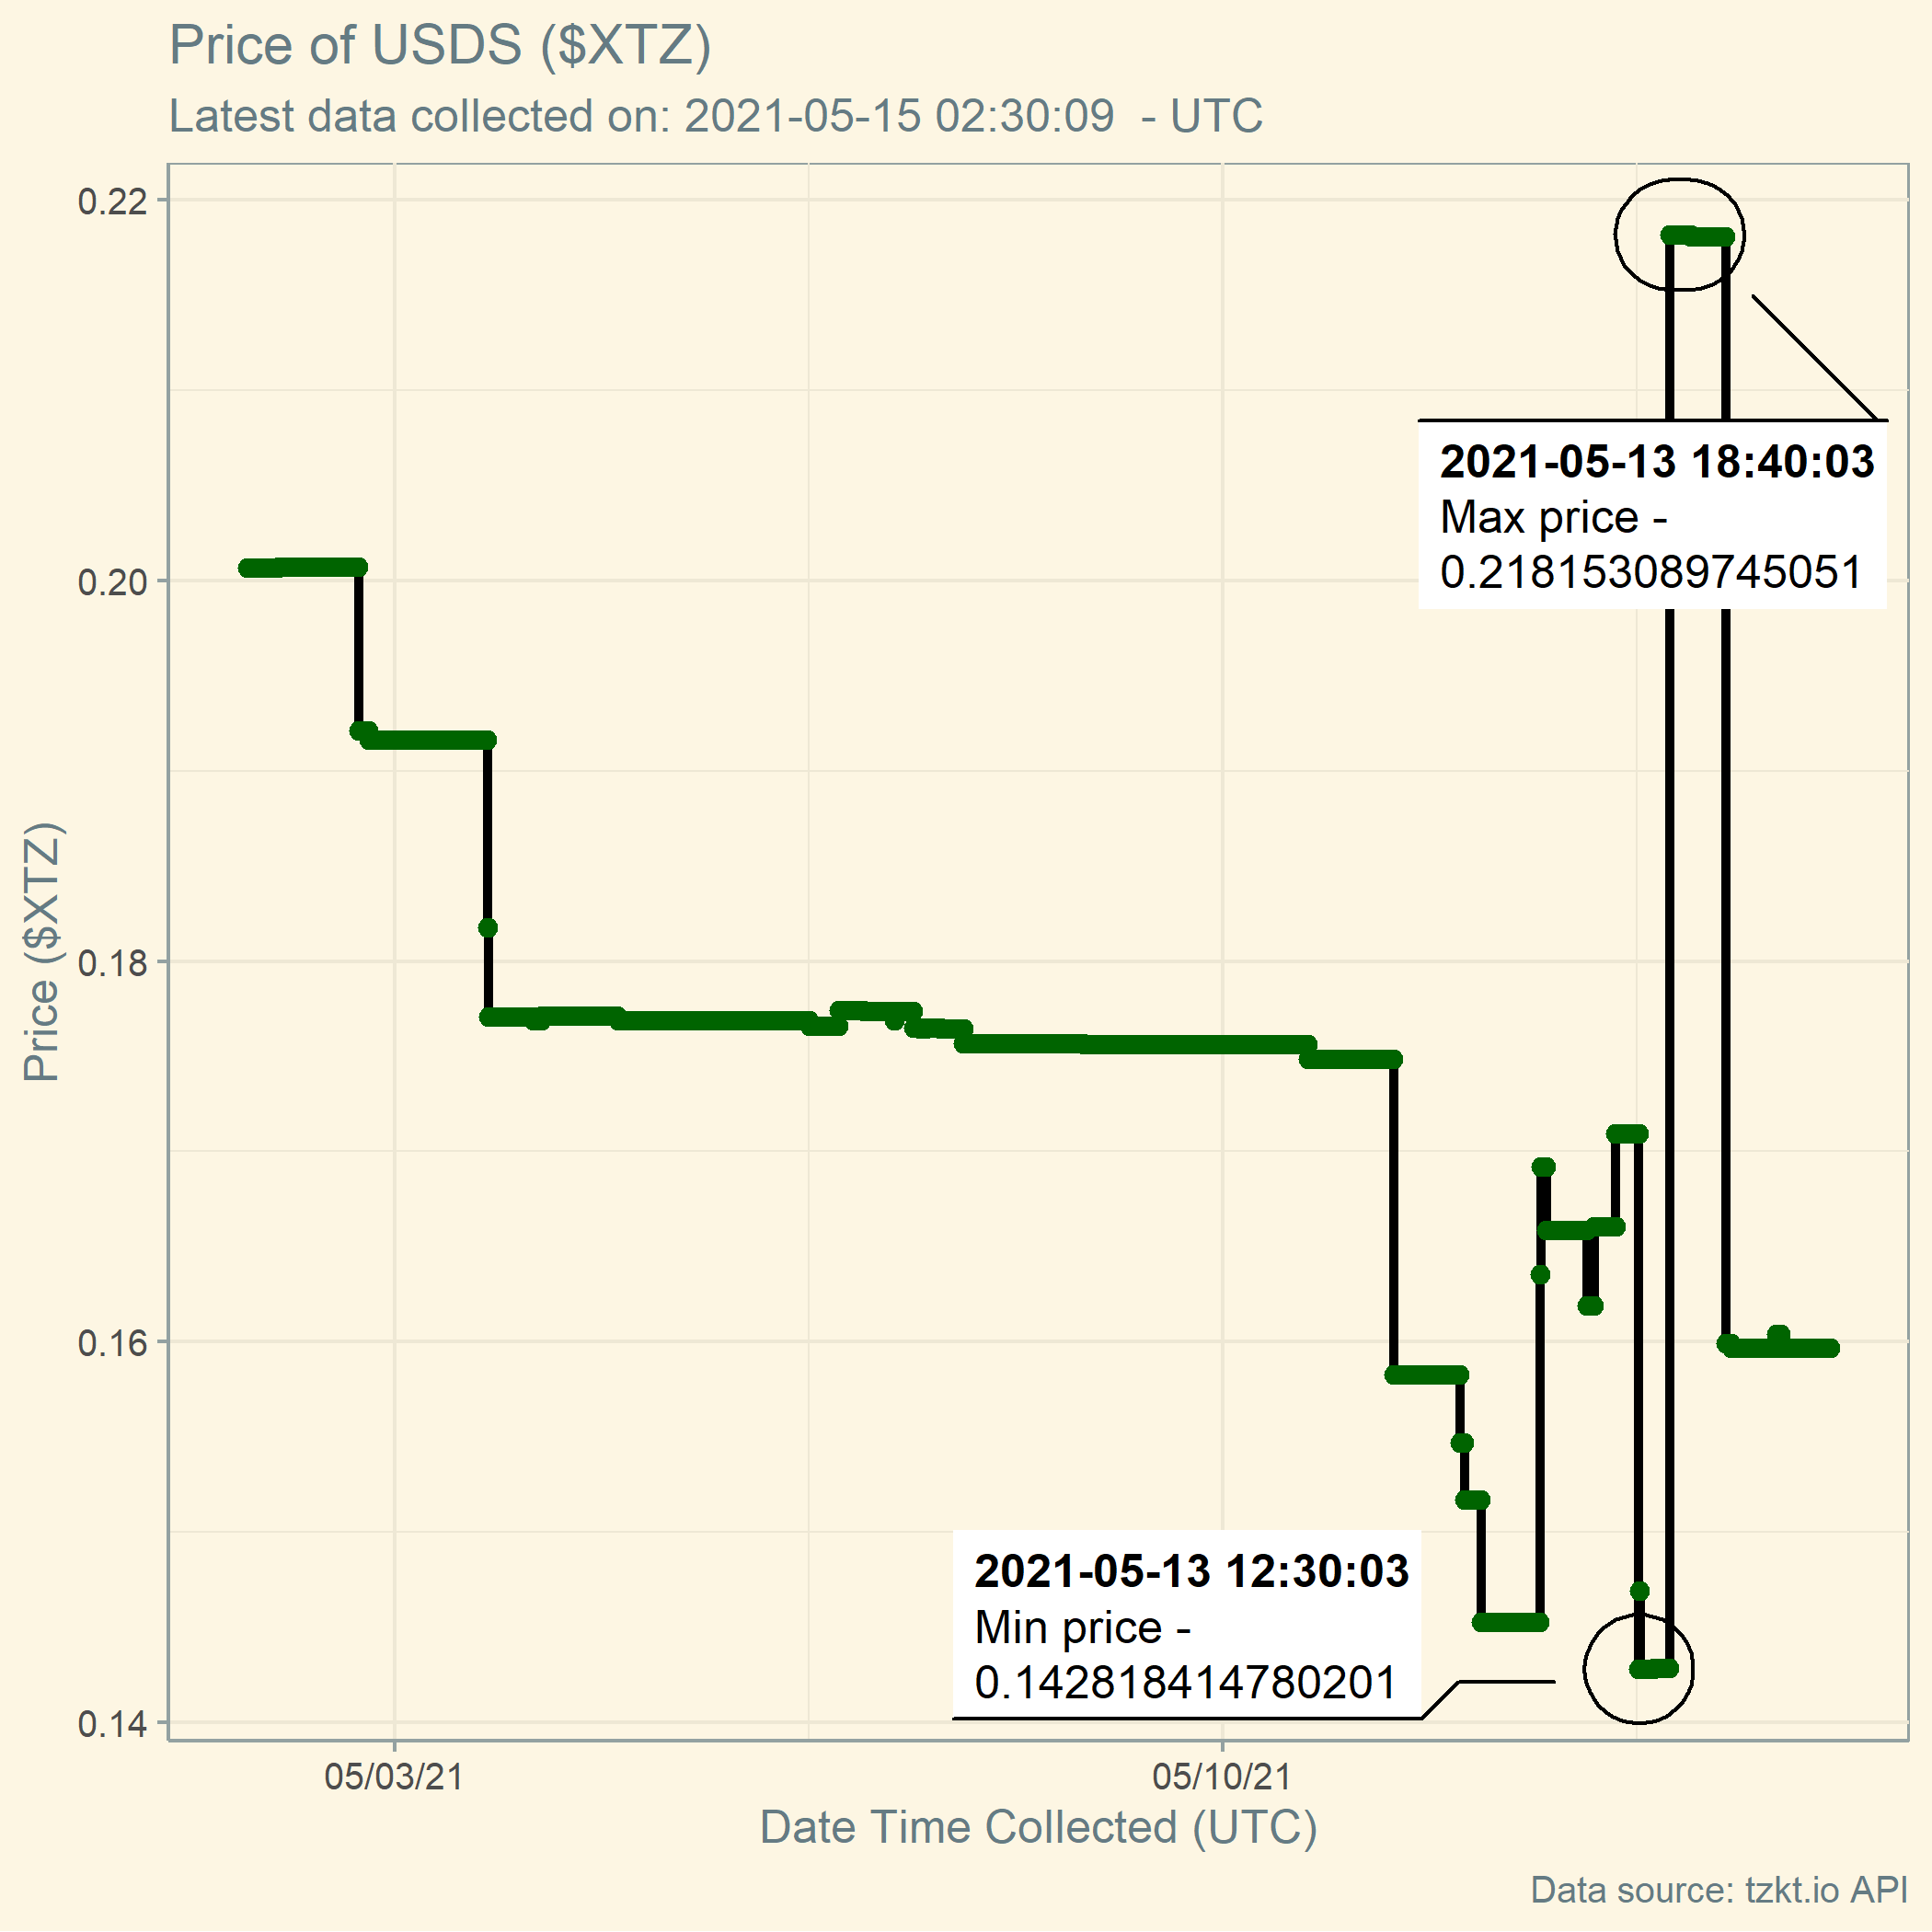 Price of USDS ($XTZ)
Latest data collected on: 2021-05-15 02:30:09  - UTC
0.22
0.20
0.18
0.16
0.14
Price ($XTZ)
2021-05-13 18:40:03
Max price -
0.218153089745051
2021-05-13 12:30:03
Min price -
0.142818414780201
05/03/21
05/10/21
Date Time Collected (UTC)
Data source: tzkt.io API